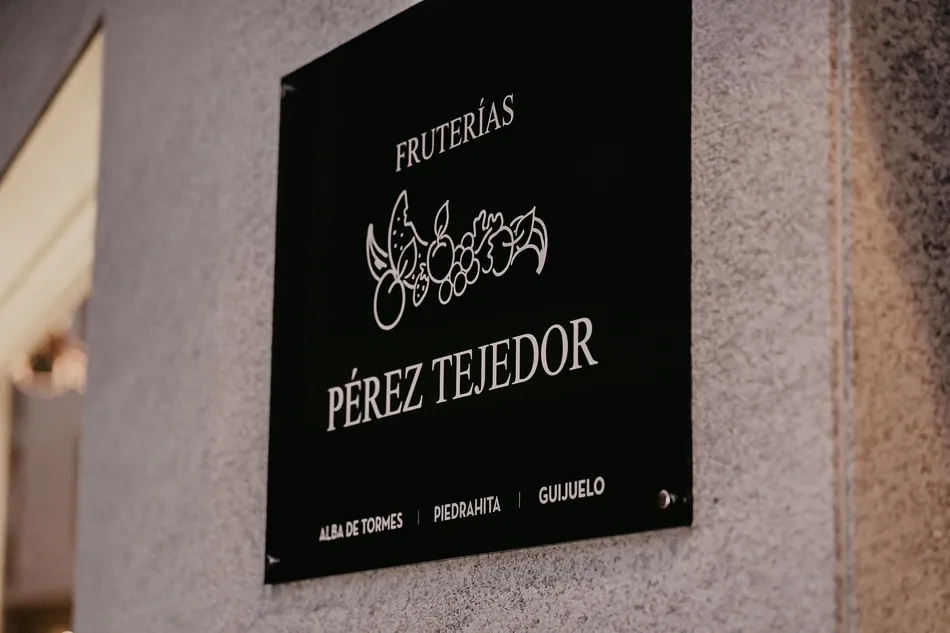 FRUTERÍAS
PÉREZ TEJEDOR
ALBA DE TORMES | PIEDRAHITA | GUIJUELO